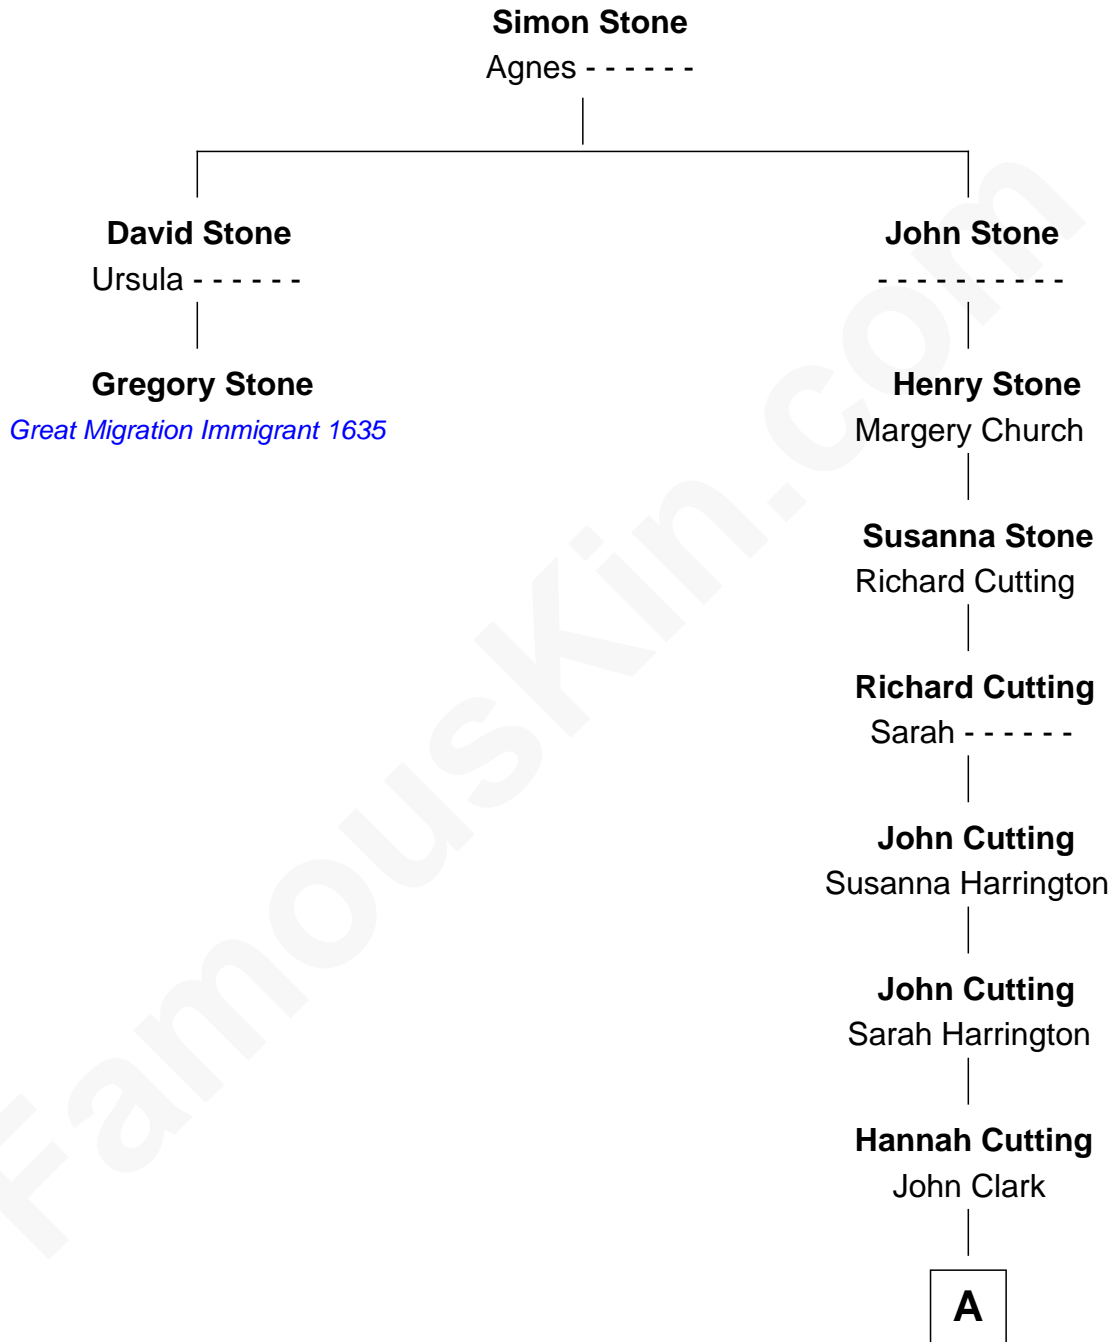 Simon Stone
Agnes - - - - - -
David Stone
Ursula - - - - - -
John Stone
- - - - - - - - - -
Gregory Stone
Great Migration Immigrant 1635
Henry Stone
Margery Church
Susanna Stone
Richard Cutting
Richard Cutting
Sarah - - - - - -
John Cutting
Susanna Harrington
John Cutting
Sarah Harrington
Hannah Cutting
John Clark
A
FamousKin.com